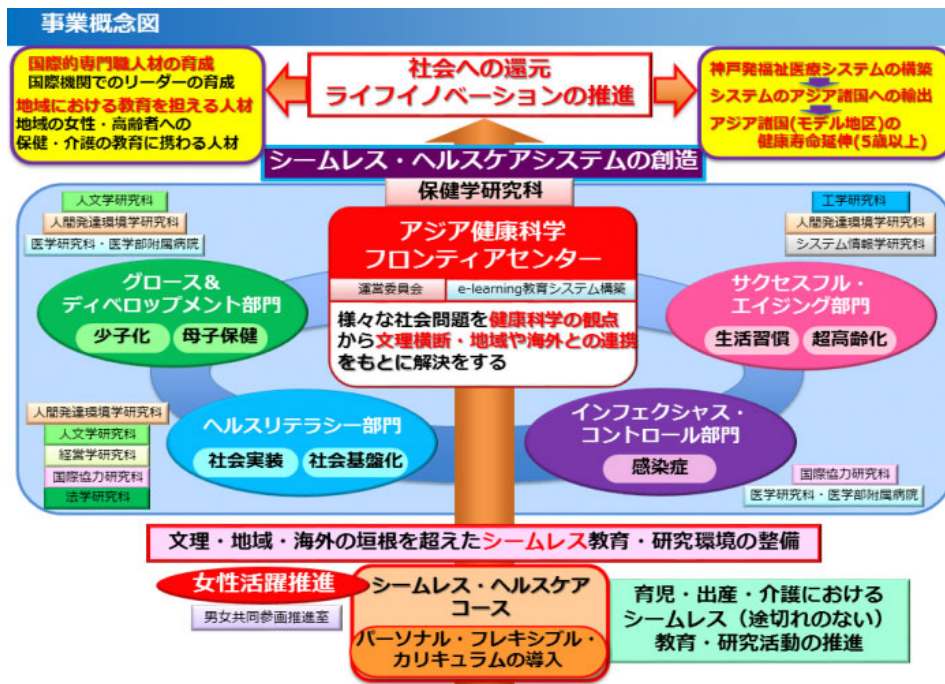 事業概念図
国際的専門職人材の育成
国際機関でのリーダーの育成
地域における教育を担える人材
地域の女性・高齢者への
保健・介護の教育に携わる人材
社会への還元
ライフイノベーションの推進
神戸発福祉医療システムの構築
システムのアジア諸国への輸出
アジア諸国(モデル地区)の
健康寿命延伸(5歳以上)
シームレス・ヘルスケアシステムの創造
保健学研究科
人文学研究科
人間発達環境学研究科
医学研究科・医学部附属病院
グロース&
ディベロップメント部門
少子化 母子保健
アジア健康科学
フロンティアセンター
運営委員会 e-learning教育システム構築
様々な社会問題を健康科学の観点
から文理横断・地域や海外との連携
をもとに解決をする
工学研究科
人間発達環境学研究科
システム情報学研究科
サクセスフル・
エイジング部門
生活習慣 超高齢化
人間発達環境学研究科
人文学研究科
経営学研究科
国際協力研究科
法学研究科
ヘルスリテラシー部門
社会実装 社会基盤化
インフェクシャス・
コントロール部門
感染症
国際協力研究科
医学研究科・医学部附属病院
文理・地域・海外の垣根を超えたシームレス教育・研究環境の整備
女性活躍推進
男女共同参画推進室
シームレス・ヘルスケア
コース
パーソナル・フレキシブル・
カリキュラムの導入
育児・出産・介護における
シームレス（途切れのない）
教育・研究活動の推進